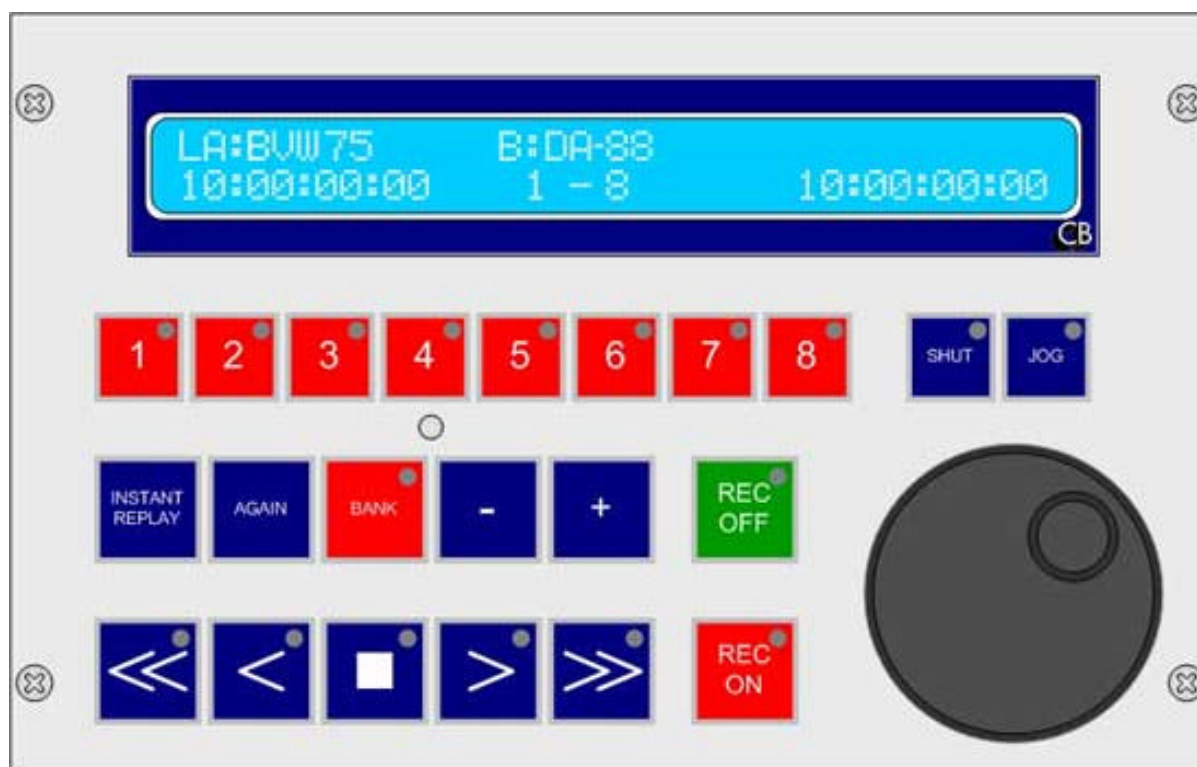 LA:BVW75 B:DA-88
10:00:00:00 1 - 8 10:00:00:00
CB
1 2 3 4 5 6 7 8 SHUT JOG
INSTANT
REPLAY
AGAIN
BANK
-
+
REC
OFF
<< < ■ > >>
REC
ON